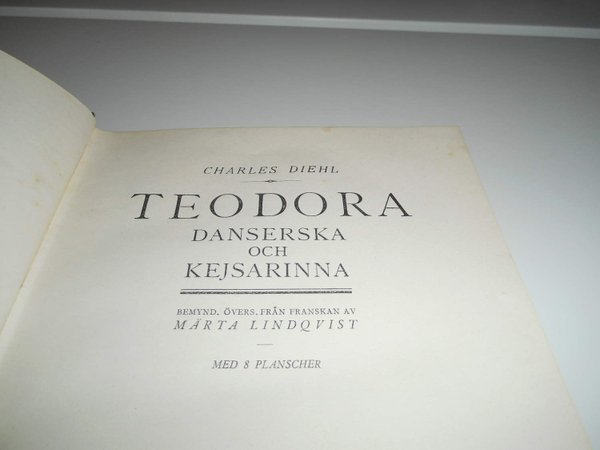 CHARLES DIEHL
TEODORA
DANSERSKA
OCH
KEJSARINNA
BEMYND. ÖVERS. FRÅN FRANSKAN AV
MÄRTA LINDQVIST
MED 8 PLANSCHER